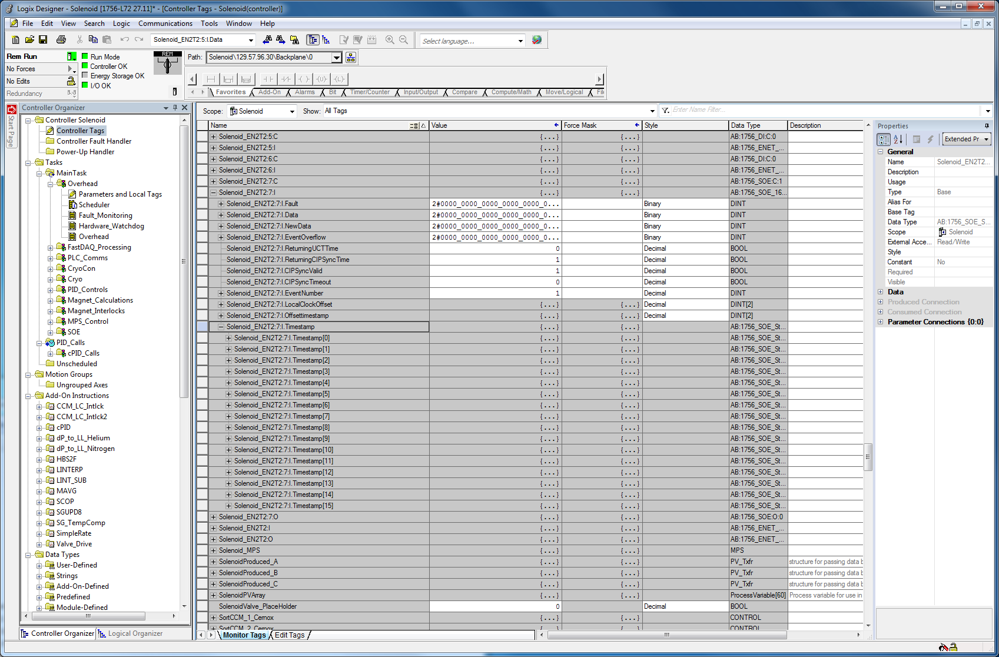 Logix Designer - Solenoid [1756-L72 27.11]* - [Controller Tags - Solenoid(controller)]
File Edit View Search Logic Communications Tools Window Help
Solenoid_EN2T2:5:I.Data
Select language...
Rem Run
No Forces
No Edits
Redundancy
Run Mode
Controller OK
Energy Storage OK
I/O OK
REM
Path: Solenoid\129.57.96.30\Backplane\0
Favorites Add-On Alarms Bit Timer/Counter Input/Output Compare Compute/Math Move/Logical
Start Page
Controller Organizer
Controller Solenoid
Controller Tags
Controller Fault Handler
Power-Up Handler
Tasks
MainTask
Overhead
Parameters and Local Tags
Scheduler
Fault_Monitoring
Hardware_Watchdog
Overhead
FastDAQ_Processing
PLC_Comms
CryoCon
Cryo
PID_Controls
Magnet_Calculations
Magnet_Interlocks
MPS_Control
SOE
PID_Calls
cPID_Calls
Unscheduled
Motion Groups
Ungrouped Axes
Add-On Instructions
CCM_LC_Intlck
CCM_LC_Intlck2
cPID
dP_to_LL_Helium
dP_to_LL_Nitrogen
HBS2F
LINTERP
LINT_SUB
MAVG
SCOP
SGUPD8
SG_TempComp
SimpleRate
Valve_Drive
Data Types
User-Defined
Strings
Add-On-Defined
Predefined
Module-Defined
Controller Organizer Logical Organizer
Scope: Solenoid Show: All Tags Enter Name Filter...
Name Value Force Mask Style Data Type Description
Solenoid_EN2T2:5:C {...} {...} AB:1756_DI:C:0
Solenoid_EN2T2:5:I {...} {...} AB:1756_ENET_...
Solenoid_EN2T2:6:C {...} {...} AB:1756_DI:C:0
Solenoid_EN2T2:6:I {...} {...} AB:1756_ENET_...
Solenoid_EN2T2:7:C {...} {...} AB:1756_SOE:C:1
Solenoid_EN2T2:7:I {...} {...} AB:1756_SOE_16...
Solenoid_EN2T2:7:I.Fault 2#0000_0000_0000_0000_0000_0... Binary DINT
Solenoid_EN2T2:7:I.Data 2#0000_0000_0000_0000_0000_0... Binary DINT
Solenoid_EN2T2:7:I.NewData 2#0000_0000_0000_0000_0000_0... Binary DINT
Solenoid_EN2T2:7:I.EventOverflow 2#0000_0000_0000_0000_0000_0... Binary DINT
Solenoid_EN2T2:7:I.ReturningUCTTime 0 Decimal BOOL
Solenoid_EN2T2:7:I.ReturningCIPSyncTime 1 Decimal BOOL
Solenoid_EN2T2:7:I.CIPSyncValid 1 Decimal BOOL
Solenoid_EN2T2:7:I.CIPSyncTimeout 0 Decimal BOOL
Solenoid_EN2T2:7:I.EventNumber 1 Decimal DINT
Solenoid_EN2T2:7:I.LocalClockOffset {...} {...} Decimal DINT[2]
Solenoid_EN2T2:7:I.Offsettimestamp {...} {...} Decimal DINT[2]
Solenoid_EN2T2:7:I.Timestamp {...} {...} AB:1756_SOE_St...
Solenoid_EN2T2:7:I.Timestamp[0] {...} {...} AB:1756_SOE_St...
Solenoid_EN2T2:7:I.Timestamp[1] {...} {...} AB:1756_SOE_St...
Solenoid_EN2T2:7:I.Timestamp[2] {...} {...} AB:1756_SOE_St...
Solenoid_EN2T2:7:I.Timestamp[3] {...} {...} AB:1756_SOE_St...
Solenoid_EN2T2:7:I.Timestamp[4] {...} {...} AB:1756_SOE_St...
Solenoid_EN2T2:7:I.Timestamp[5] {...} {...} AB:1756_SOE_St...
Solenoid_EN2T2:7:I.Timestamp[6] {...} {...} AB:1756_SOE_St...
Solenoid_EN2T2:7:I.Timestamp[7] {...} {...} AB:1756_SOE_St...
Solenoid_EN2T2:7:I.Timestamp[8] {...} {...} AB:1756_SOE_St...
Solenoid_EN2T2:7:I.Timestamp[9] {...} {...} AB:1756_SOE_St...
Solenoid_EN2T2:7:I.Timestamp[10] {...} {...} AB:1756_SOE_St...
Solenoid_EN2T2:7:I.Timestamp[11] {...} {...} AB:1756_SOE_St...
Solenoid_EN2T2:7:I.Timestamp[12] {...} {...} AB:1756_SOE_St...
Solenoid_EN2T2:7:I.Timestamp[13] {...} {...} AB:1756_SOE_St...
Solenoid_EN2T2:7:I.Timestamp[14] {...} {...} AB:1756_SOE_St...
Solenoid_EN2T2:7:I.Timestamp[15] {...} {...} AB:1756_SOE_St...
Solenoid_EN2T2:7:O {...} {...} AB:1756_SOE:O:0
Solenoid_EN2T2:I {...} {...} AB:1756_ENET_...
Solenoid_EN2T2:O {...} {...} AB:1756_ENET_...
Solenoid_MPS {...} {...} MPS
SolenoidProduced_A {...} {...} PV_Txfr structure for passing data b
SolenoidProduced_B {...} {...} PV_Txfr structure for passing data b
SolenoidProduced_C {...} {...} PV_Txfr structure for passing data b
SolenoidPVArray {...} {...} ProcessVariable[60] Process variable for use in
SolenoidValve_PlaceHolder 0 Decimal BOOL
SortCCM_1_Cernox {...} {...} CONTROL
SortCCM_2_Cernox {...} {...} CONTROL
Monitor Tags Edit Tags
Properties
Extended Pr
General
Name Solenoid_EN2T2...
Description
Usage
Type Base
Alias For
Base Tag
Data Type AB:1756_SOE_S...
Scope Solenoid
External Acce... Read/Write
Style
Constant No
Required
Visible
Data
Produced Connection
Consumed Connection
Parameter Connections {0:0}